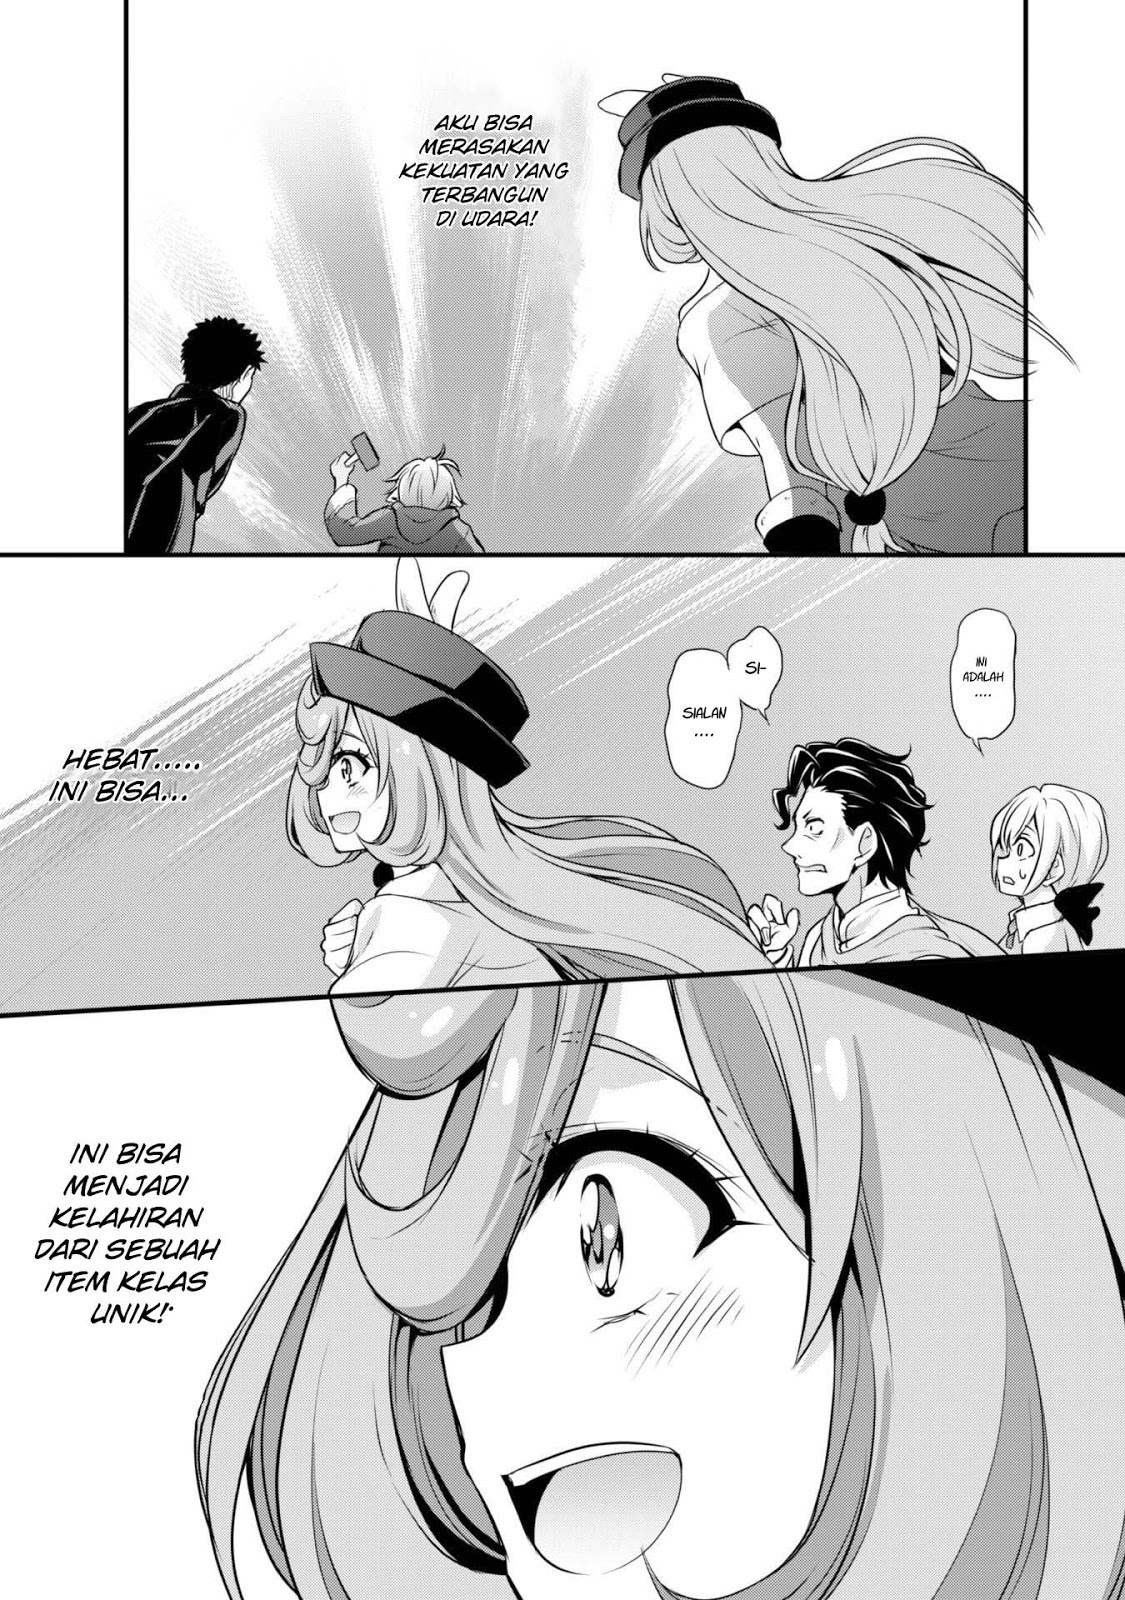 AKU BISA
MERASAKAN
KEKUATAN YANG
TERBANGUN
DI UDARA!
INI
ADALAH
....
SI-
SIALAN
....
HEBAT.....
INI BISA...
INI BISA
MENJADI
KELAHIRAN
DARI SEBUAH
ITEM KELAS
UNIK!: